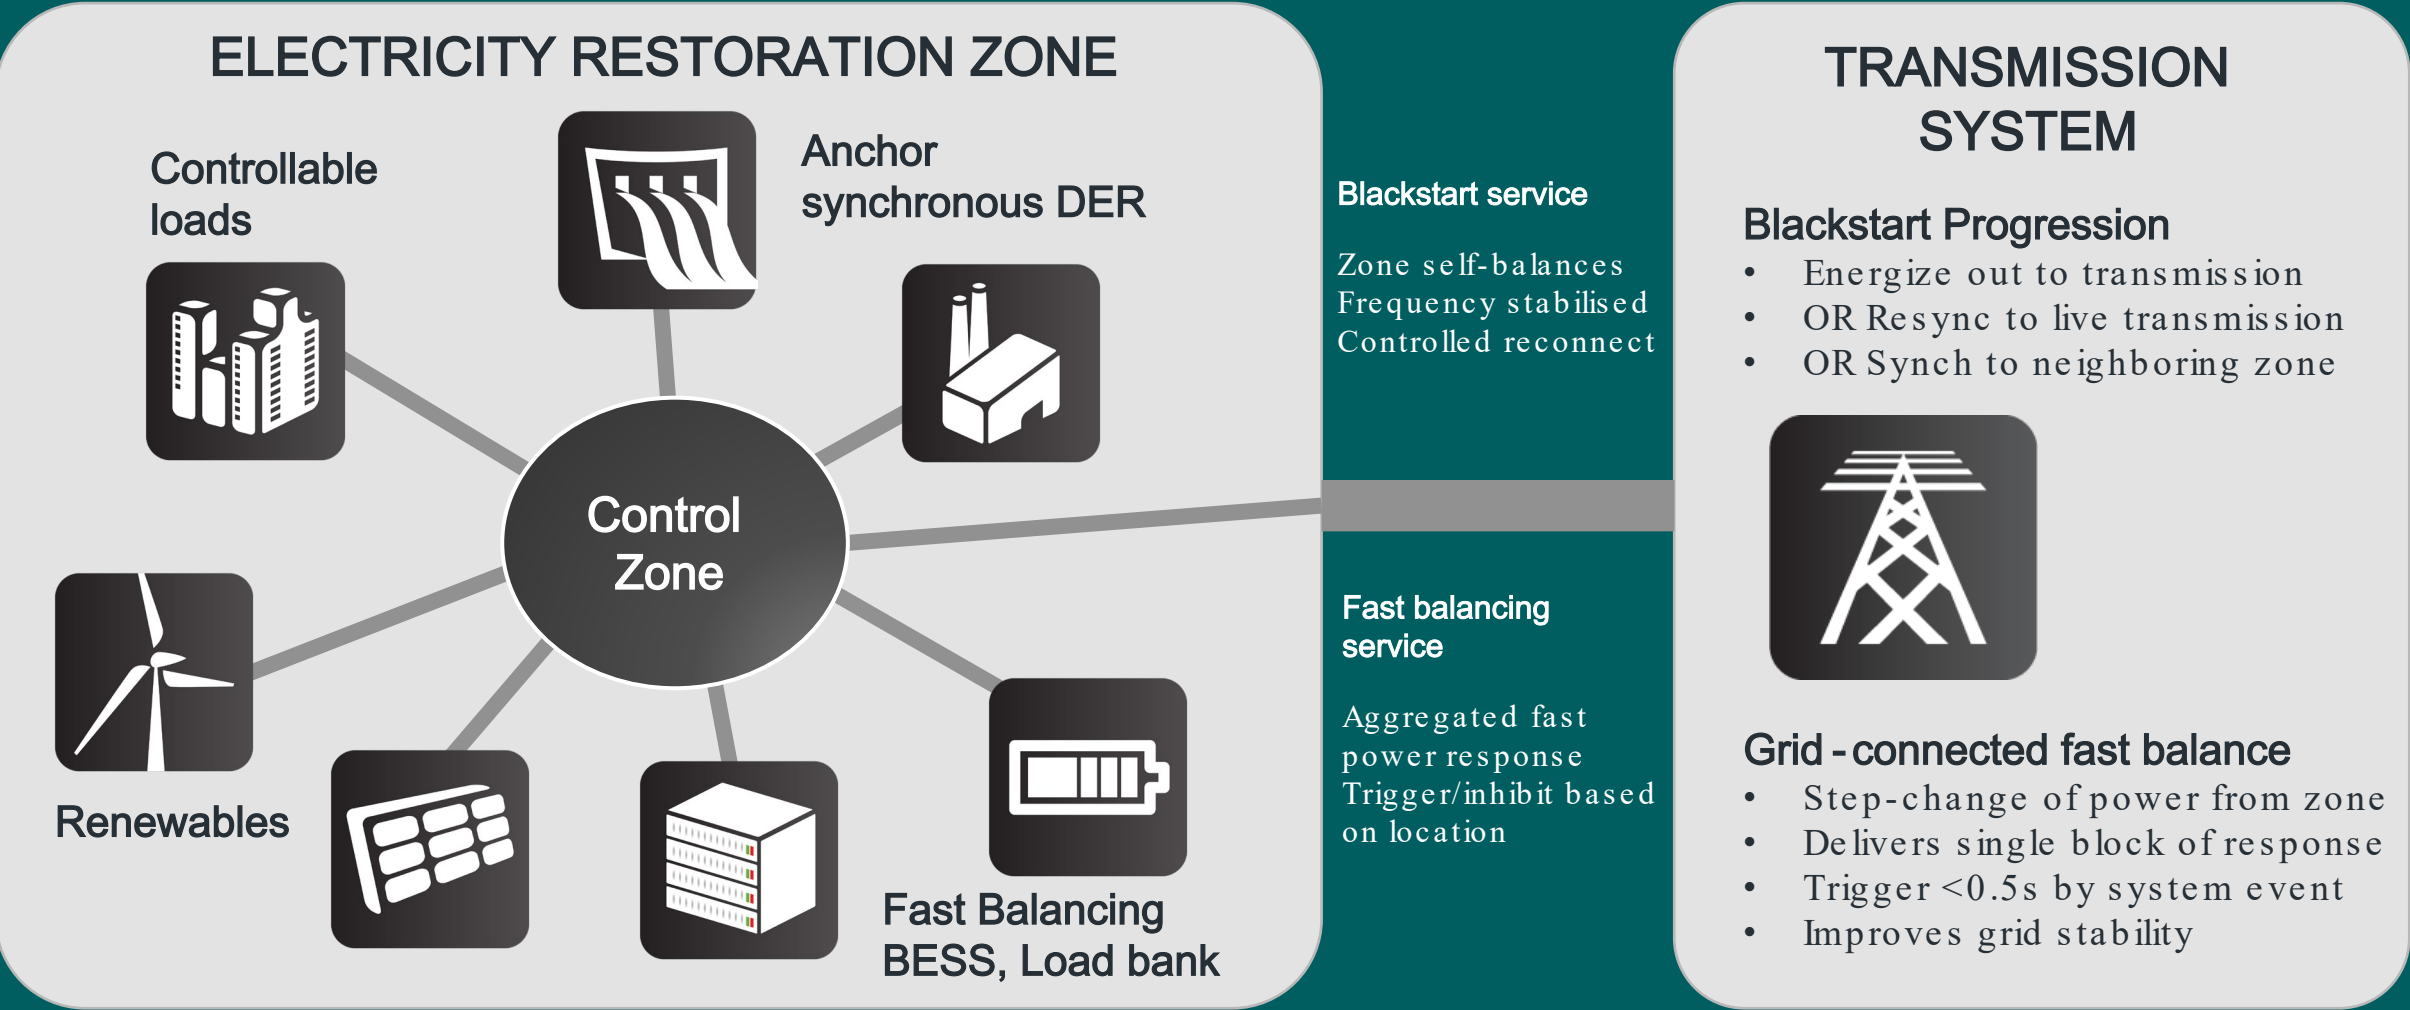 ELECTRICITY RESTORATION ZONE
Controllable
loads
Anchor
synchronous DER
Control
Zone
Renewables
Fast Balancing
BESS, Load bank
Blackstart service
Zone self-balances
Frequency stabilised
Controlled reconnect
Fast balancing
service
Aggregated fast
power response
Trigger/inhibit based
on location
TRANSMISSION
SYSTEM
Blackstart Progression
• Energize out to transmission
• OR Resync to live transmission
• OR Synch to neighboring zone
Grid-connected fast balance
• Step-change of power from zone
• Delivers single block of response
• Trigger <0.5s by system event
• Improves grid stability